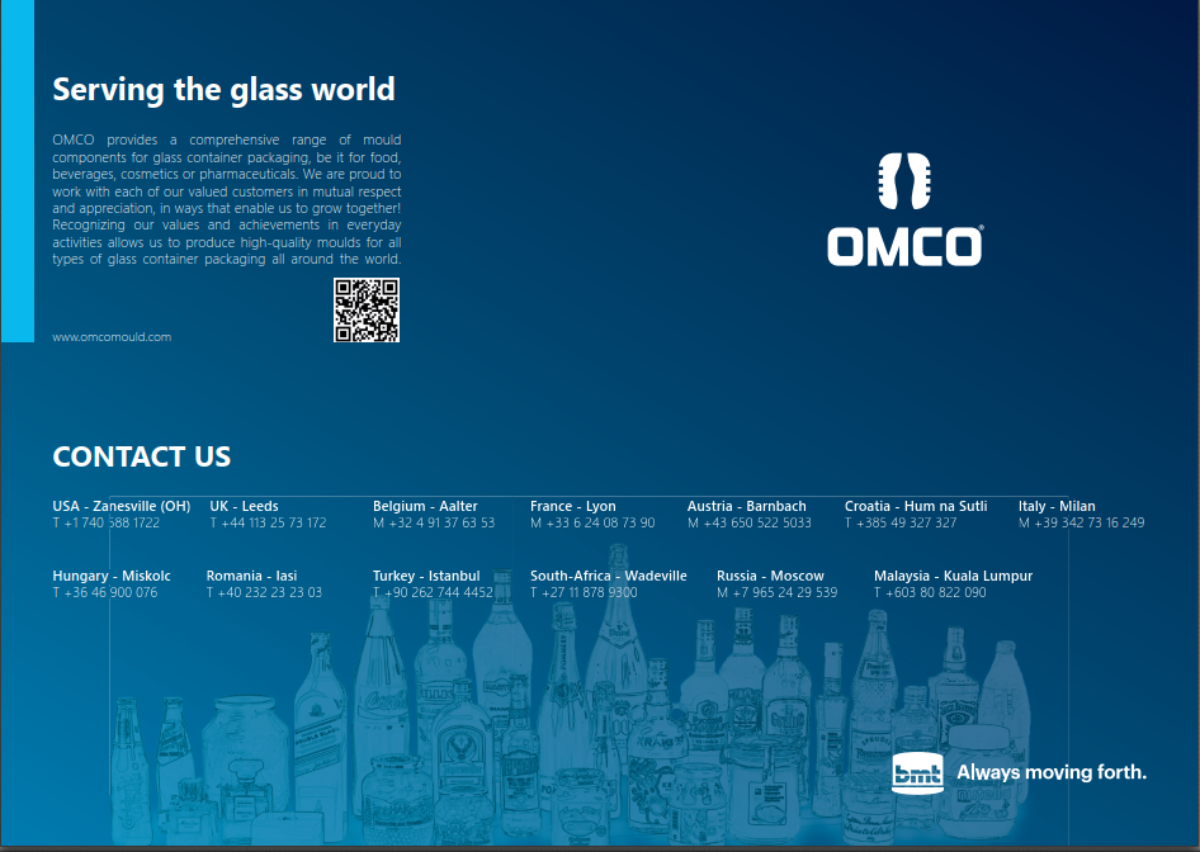 Serving the glass world
OMCO provides a comprehensive range of mould
components for glass container packaging, be it for food,
beverages, cosmetics or pharmaceuticals. We are proud to
work with each of our valued customers in mutual respect
and appreciation, in ways that enable us to grow together!
Recognizing our values and achievements in everyday
activities allows us to produce high-quality moulds for all
types of glass container packaging all around the world.
www.omcomould.com
OMCO®
CONTACT US
USA - Zanesville (OH) UK - Leeds Belgium - Aalter France - Lyon Austria - Barnbach Croatia - Hum na Sutli Italy - Milan
T +1 740 588 1722 T +44 113 25 73 172 M +32 4 91 37 63 53 M +33 6 24 08 73 90 M +43 650 522 5033 T +385 49 327 327 M +39 342 73 16 249
Hungary - Miskolc Romania - Iasi Turkey - Istanbul South-Africa - Wadeville Russia - Moscow Malaysia - Kuala Lumpur
T +36 46 900 076 T +40 232 23 23 03 T +90 262 744 4452 T +27 11 878 9300 M +7 965 24 29 539 T +603 80 822 090
DOUBLE BLACK
bmt Always moving forth.